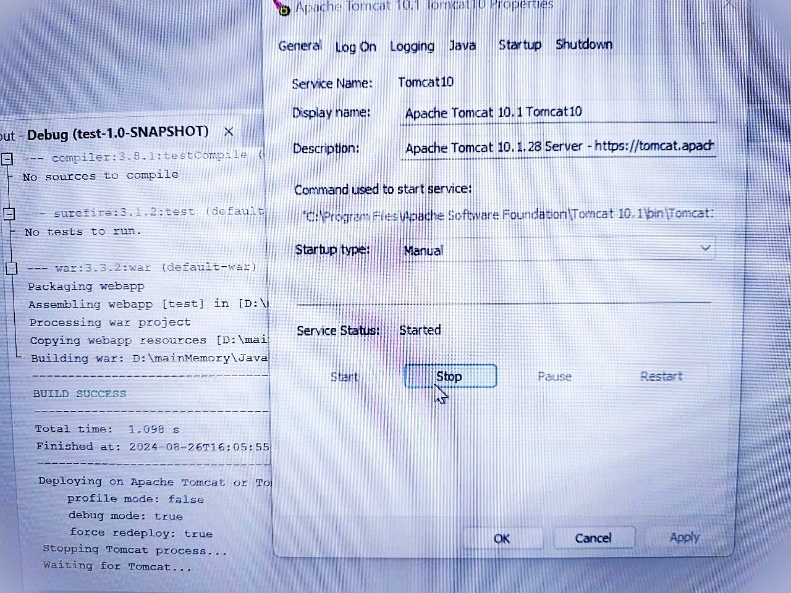 Apache Tomcat 10.1 Tomcat10 Properties
General Log On Logging Java Startup Shutdown
Service Name: Tomcat10
Display name: Apache Tomcat 10.1 Tomcat10
Description: Apache Tomcat 10.1.28 Server - https://tomcat.apach
Command used to start service:
"C:\Program Files\Apache Software Foundation\Tomcat 10.1\bin\Tomcat1
Startup type: Manual
Service Status: Started
Start Stop Pause Restart
OK Cancel Apply
out - Debug (test-1.0-SNAPSHOT) ×
--- compiler:3.8.1:testCompile (
No sources to compile
-- surefire:3.1.2:test (default
No tests to run.
--- war:3.3.2:war (default-war)
Packaging webapp
Assembling webapp [test] in [D:\
Processing war project
Copying webapp resources [D:\mai
Building war: D:\mainMemory\Java
BUILD SUCCESS
Total time: 1.098 s
Finished at: 2024-08-26T16:05:55
Deploying on Apache Tomcat or To
profile mode: false
debug mode: true
force redeploy: true
Stopping Tomcat process...
Waiting for Tomcat...